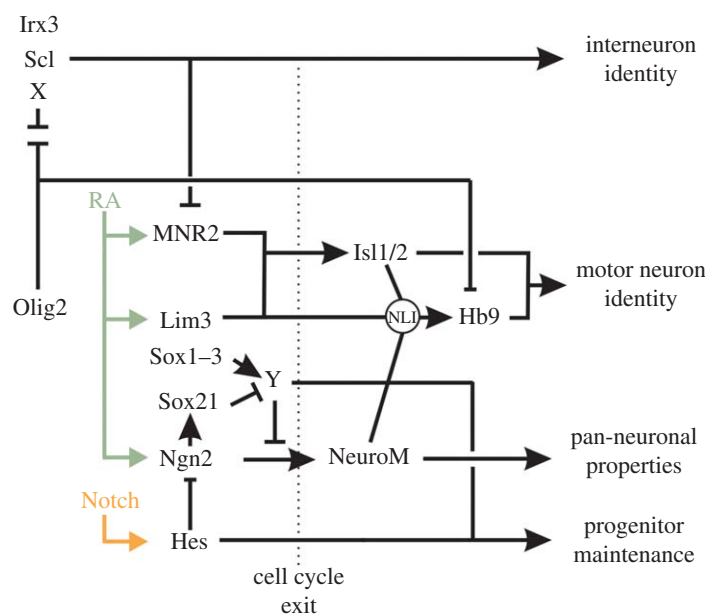 Irx3
Scl
X
interneuron
identity
RA
MNR2
Isl1/2
motor neuron
identity
Olig2
Lim3
NLI
Hb9
Sox1–3
Y
Sox21
Ngn2
NeuroM
pan-neuronal
properties
Notch
Hes
progenitor
maintenance
cell cycle
exit